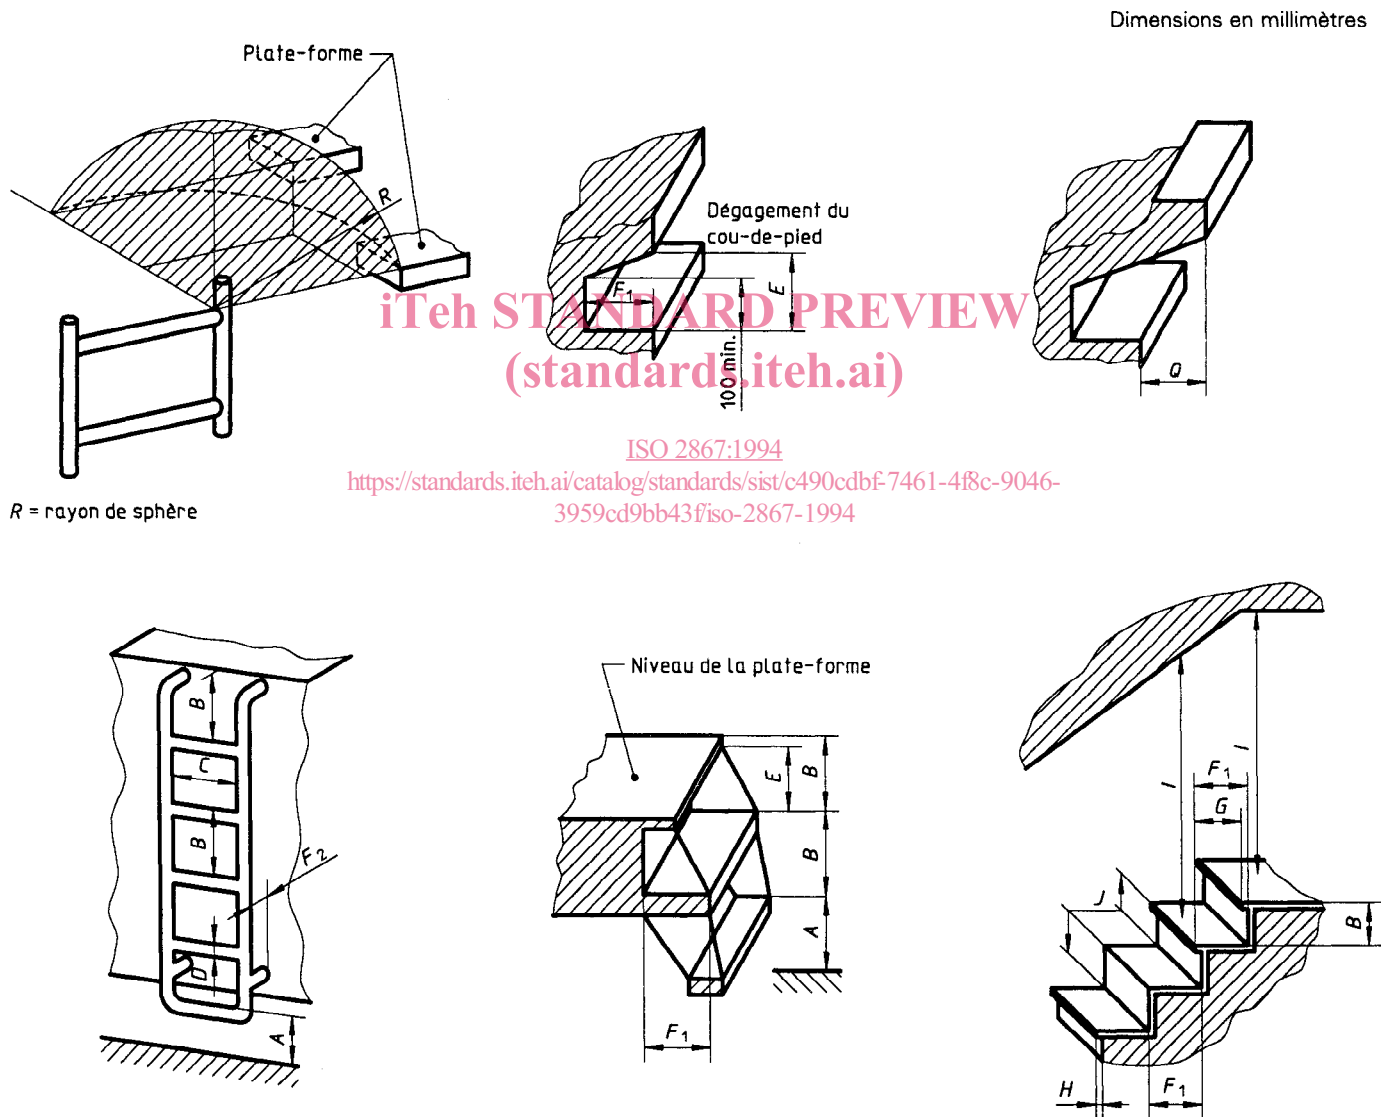 Dimensions en millimètres
Plate-forme
R
Dégagement du
cou-de-pied
F1
E
100 min.
Q
iTeh STANDARD PREVIEW
(standards.iteh.ai)
ISO 2867:1994
https://standards.iteh.ai/catalog/standards/sist/c490cdbf-7461-4f8c-9046-
3959cd9bb43f/iso-2867-1994
R = rayon de sphère
B
C
B
F2
D
A
Niveau de la plate-forme
E
B
B
A
F1
I
I
F1
G
J
B
H
F1